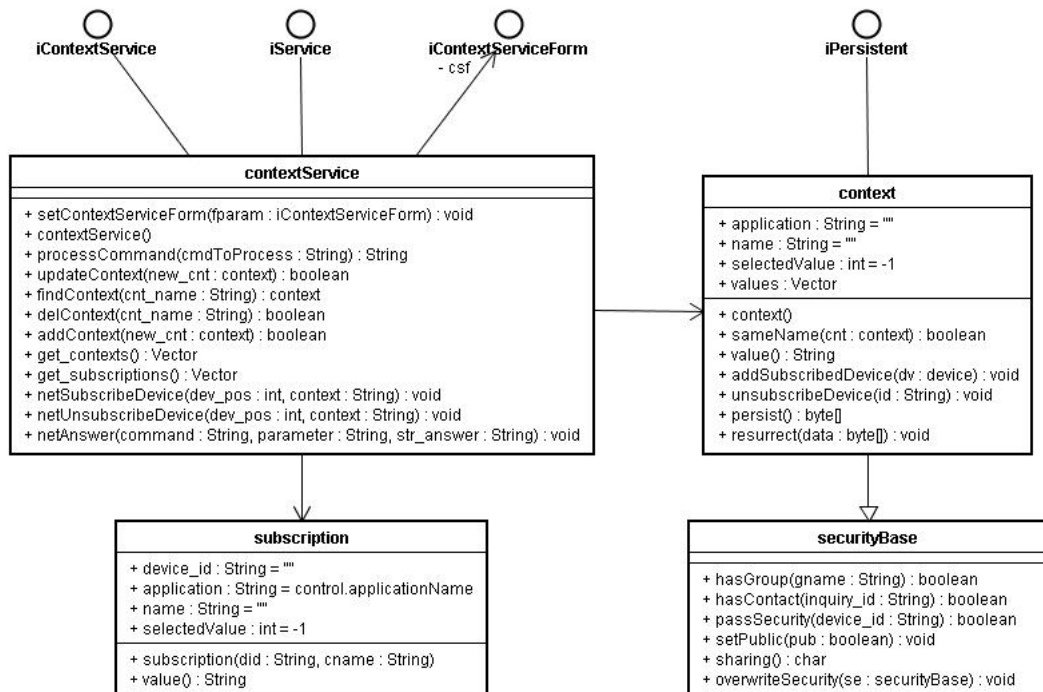 iContextService
iService
iContextServiceForm
- csf
iPersistent
contextService
+ setContextServiceForm(fparam : iContextServiceForm) : void
+ contextService()
+ processCommand(cmdToProcess : String) : String
+ updateContext(new_cnt : context) : boolean
+ findContext(cnt_name : String) : context
+ delContext(cnt_name : String) : boolean
+ addContext(new_cnt : context) : boolean
+ get_contexts() : Vector
+ get_subscriptions() : Vector
+ netSubscribeDevice(dev_pos : int, context : String) : void
+ netUnsubscribeDevice(dev_pos : int, context : String) : void
+ netAnswer(command : String, parameter : String, str_answer : String) : void
context
+ application : String = ""
+ name : String = ""
+ selectedValue : int = -1
+ values : Vector
+ context()
+ sameName(cnt : context) : boolean
+ value() : String
+ addSubscribedDevice(dv : device) : void
+ unsubscribeDevice(id : String) : void
+ persist() : byte[]
+ resurrect(data : byte[]) : void
subscription
+ device_id : String = ""
+ application : String = control.applicationName
+ name : String = ""
+ selectedValue : int = -1
+ subscription(did : String, cname : String)
+ value() : String
securityBase
+ hasGroup(gname : String) : boolean
+ hasContact(inquiry_id : String) : boolean
+ passSecurity(device_id : String) : boolean
+ setPublic(pub : boolean) : void
+ sharing() : char
+ overwriteSecurity(se : securityBase) : void